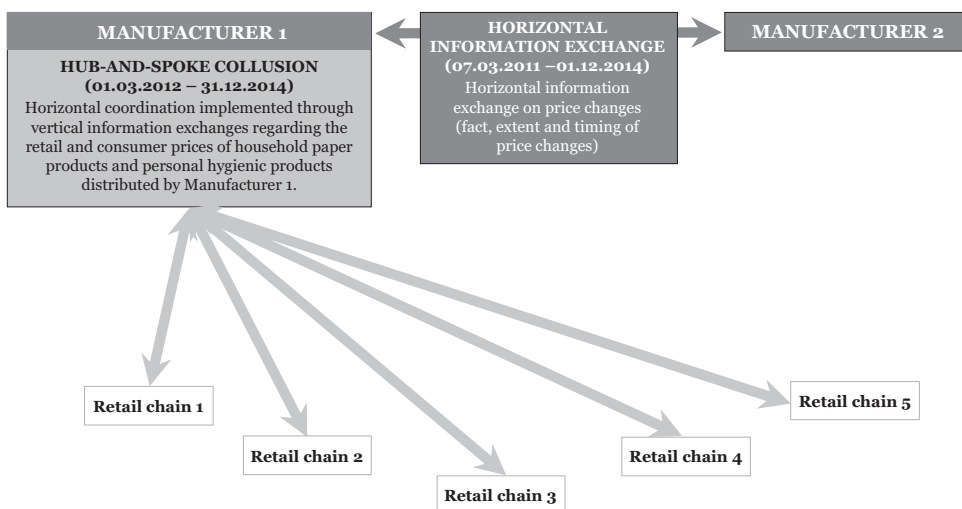 MANUFACTURER 1
HUB-AND-SPOKE COLLUSION
(01.03.2012 – 31.12.2014)
Horizontal coordination implemented through
vertical information exchanges regarding the
retail and consumer prices of household paper
products and personal hygienic products
distributed by Manufacturer 1.
HORIZONTAL
INFORMATION EXCHANGE
(07.03.2011 –01.12.2014)
Horizontal information
exchange on price changes
(fact, extent and timing of
price changes)
MANUFACTURER 2
Retail chain 1
Retail chain 2
Retail chain 3
Retail chain 4
Retail chain 5